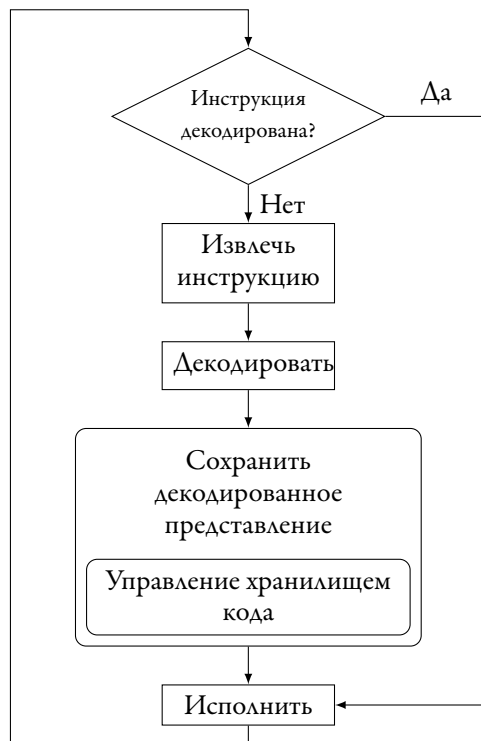 Инструкция
декодирована?
Да
Нет
Извлечь
инструкцию
Декодировать
Сохранить
декодированное
представление
Управление хранилищем
кода
Исполнить